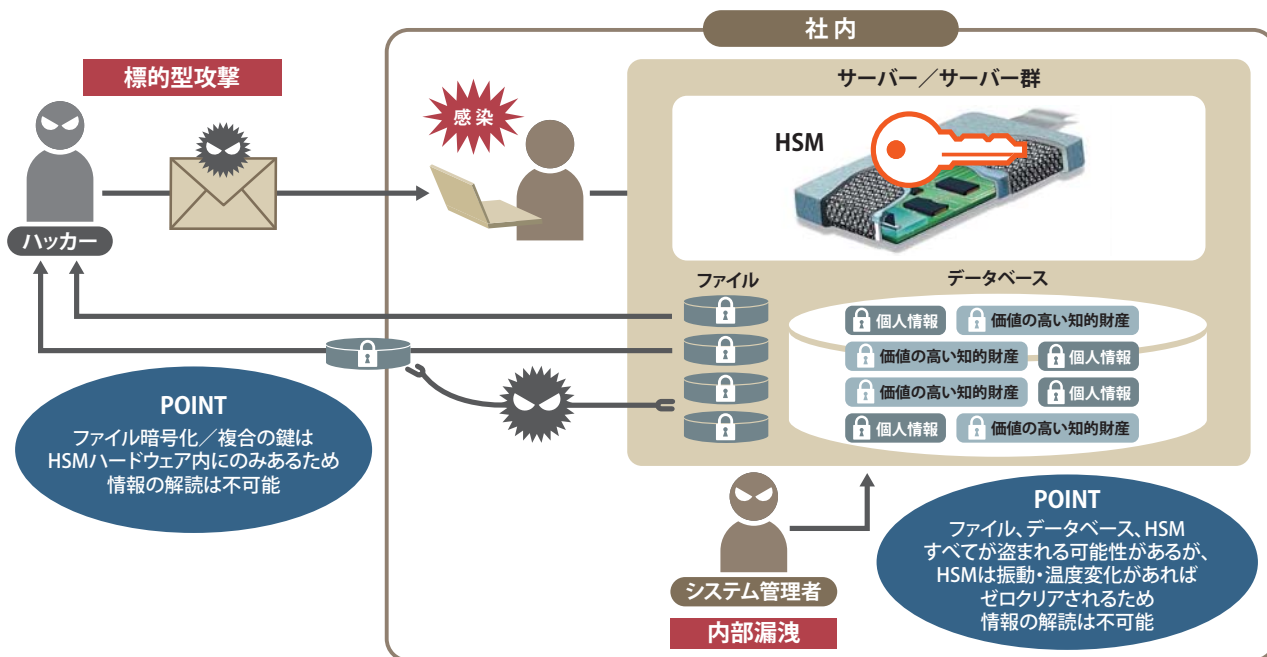 社内
標的型攻撃
サーバー／サーバー群
感染
HSM
ハッカー
ファイル
データベース
個人情報
価値の高い知的財産
価値の高い知的財産
個人情報
価値の高い知的財産
個人情報
個人情報
価値の高い知的財産
POINT
ファイル暗号化／複合の鍵は
HSMハードウェア内にのみあるため
情報の解読は不可能
システム管理者
内部漏洩
POINT
ファイル、データベース、HSM
すべてが盗まれる可能性があるが、
HSMは振動・温度変化があれば
ゼロクリアされるため
情報の解読は不可能